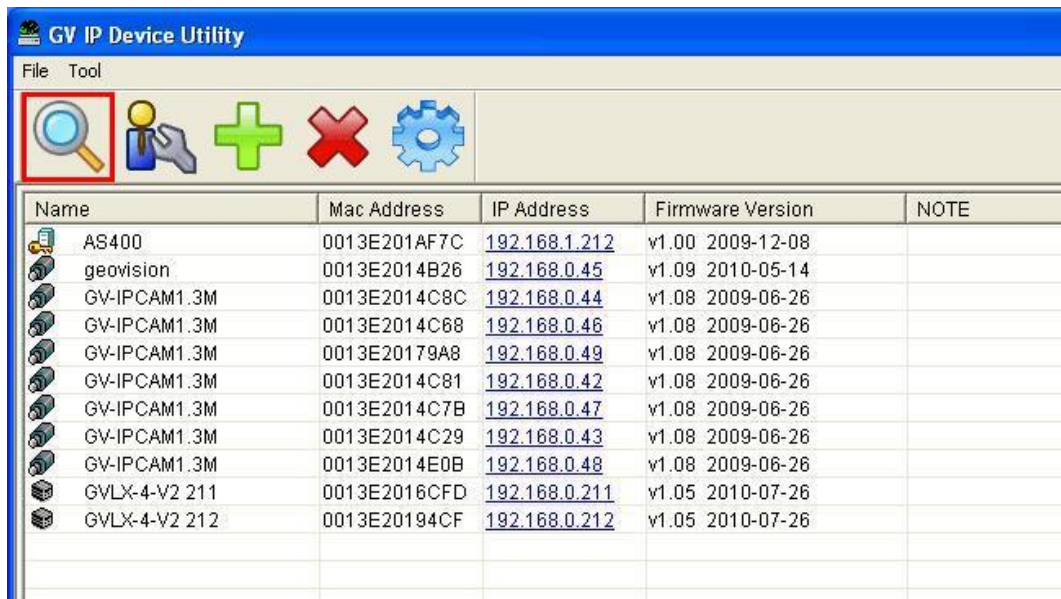 GV IP Device Utility
File Tool
Name Mac Address IP Address Firmware Version NOTE
AS400 0013E201AF7C 192.168.1.212 v1.00 2009-12-08
geovision 0013E2014B26 192.168.0.45 v1.09 2010-05-14
GV-IPCAM1.3M 0013E2014C8C 192.168.0.44 v1.08 2009-06-26
GV-IPCAM1.3M 0013E2014C68 192.168.0.46 v1.08 2009-06-26
GV-IPCAM1.3M 0013E20179A8 192.168.0.49 v1.08 2009-06-26
GV-IPCAM1.3M 0013E2014C81 192.168.0.42 v1.08 2009-06-26
GV-IPCAM1.3M 0013E2014C7B 192.168.0.47 v1.08 2009-06-26
GV-IPCAM1.3M 0013E2014C29 192.168.0.43 v1.08 2009-06-26
GV-IPCAM1.3M 0013E2014E0B 192.168.0.48 v1.08 2009-06-26
GVLX-4-V2 211 0013E2016CFD 192.168.0.211 v1.05 2010-07-26
GVLX-4-V2 212 0013E20194CF 192.168.0.212 v1.05 2010-07-26